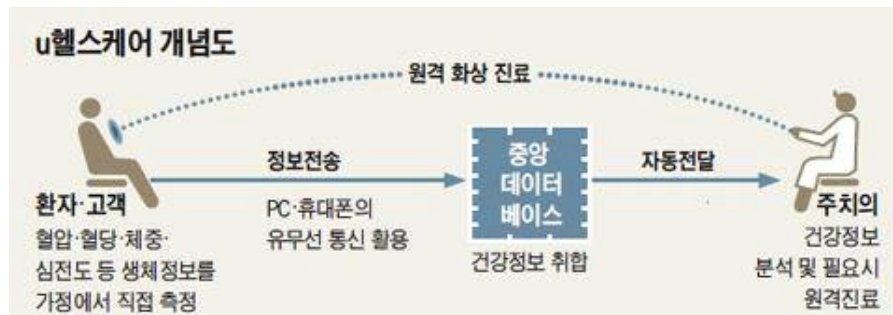 u헬스케어 개념도
원격 화상 진료
정보전송
중앙
데이터
베이스
자동전달
환자·고객
혈압·혈당·체중·
심전도 등 생체정보를
가정에서 직접 측정
PC·휴대폰의
유무선 통신 활용
건강정보 취합
주치의
건강정보
분석 및 필요시
원격진료